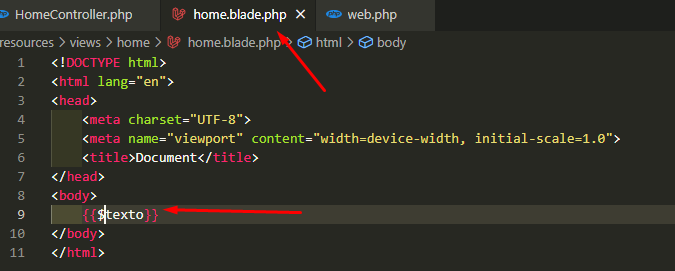 HomeController.php home.blade.php × web.php
resources > views > home > home.blade.php > html > body
1 <!DOCTYPE html>
2 <html lang="en">
3 <head>
4 <meta charset="UTF-8">
5 <meta name="viewport" content="width=device-width, initial-scale=1.0">
6 <title>Document</title>
7 </head>
8 <body>
9 {{$texto}}
10 </body>
11 </html>